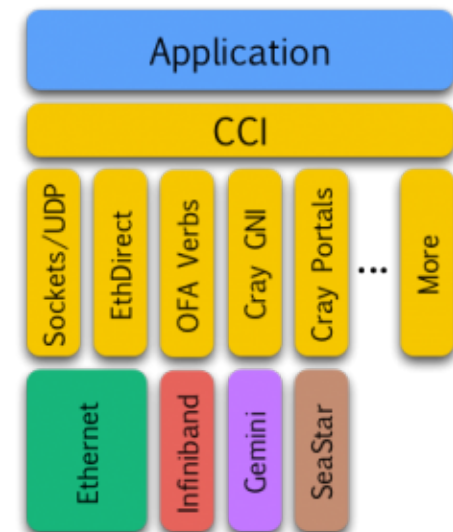 Application
CCI
Sockets/UDP
EthDirect
OFA Verbs
Cray GNI
Cray Portals
...
More
Ethernet
Infiniband
Gemini
SeaStar